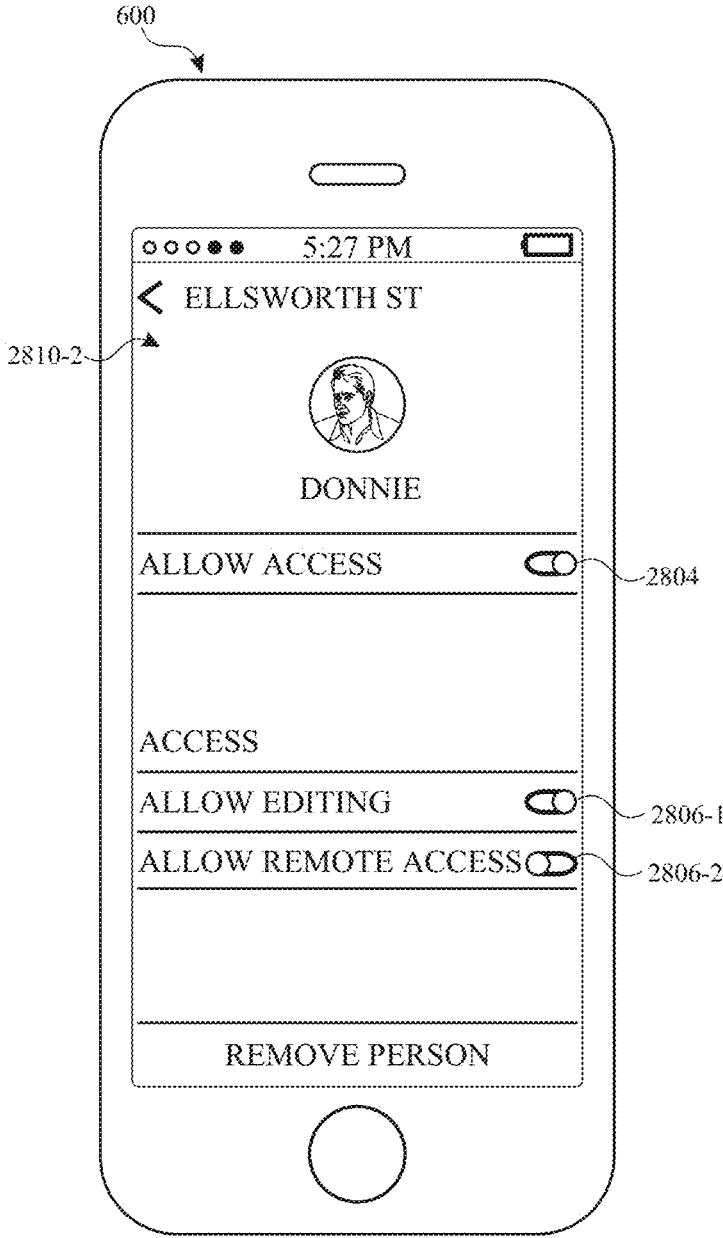 600
5:27 PM
< ELLSWORTH ST
2810-2
DONNIE
ALLOW ACCESS
2804
ACCESS
ALLOW EDITING
2806-1
ALLOW REMOTE ACCESS
2806-2
REMOVE PERSON